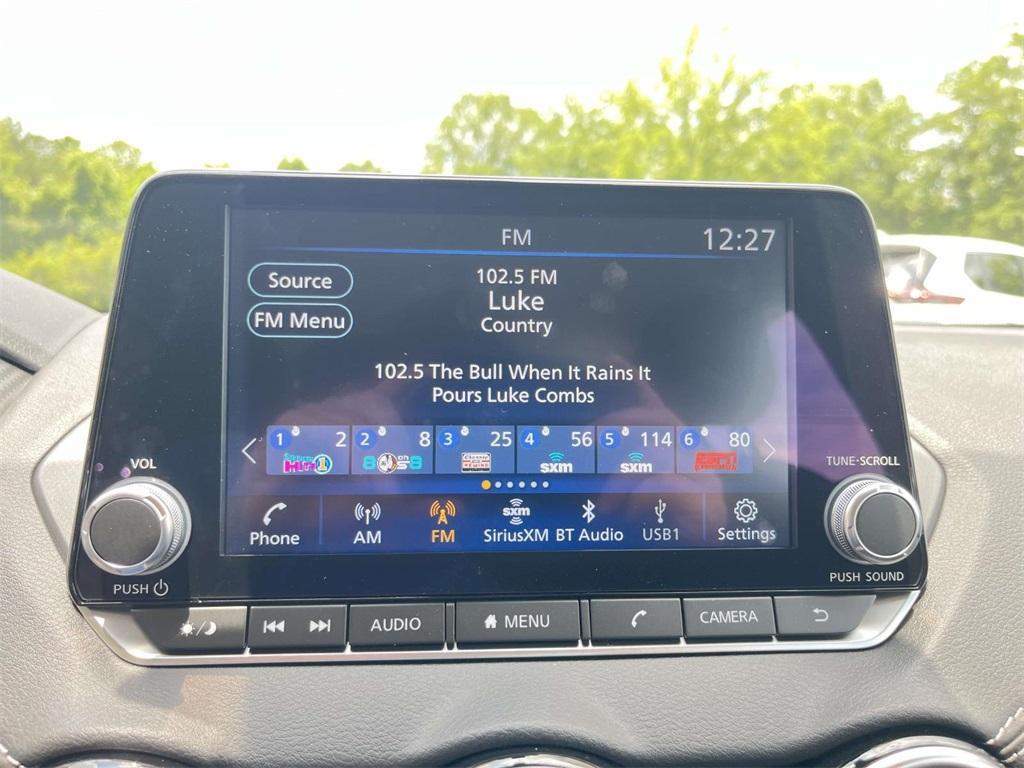 FM
12:27
Source
FM Menu
102.5 FM
Luke
Country
102.5 The Bull When It Rains It
Pours Luke Combs
1 2 2 8 3 25 4 56 5 114 6 80
sxm sxm
VOL
PUSH
TUNE·SCROLL
PUSH SOUND
sxm
Phone AM FM SiriusXM BT Audio USB1 Settings
AUDIO MENU CAMERA